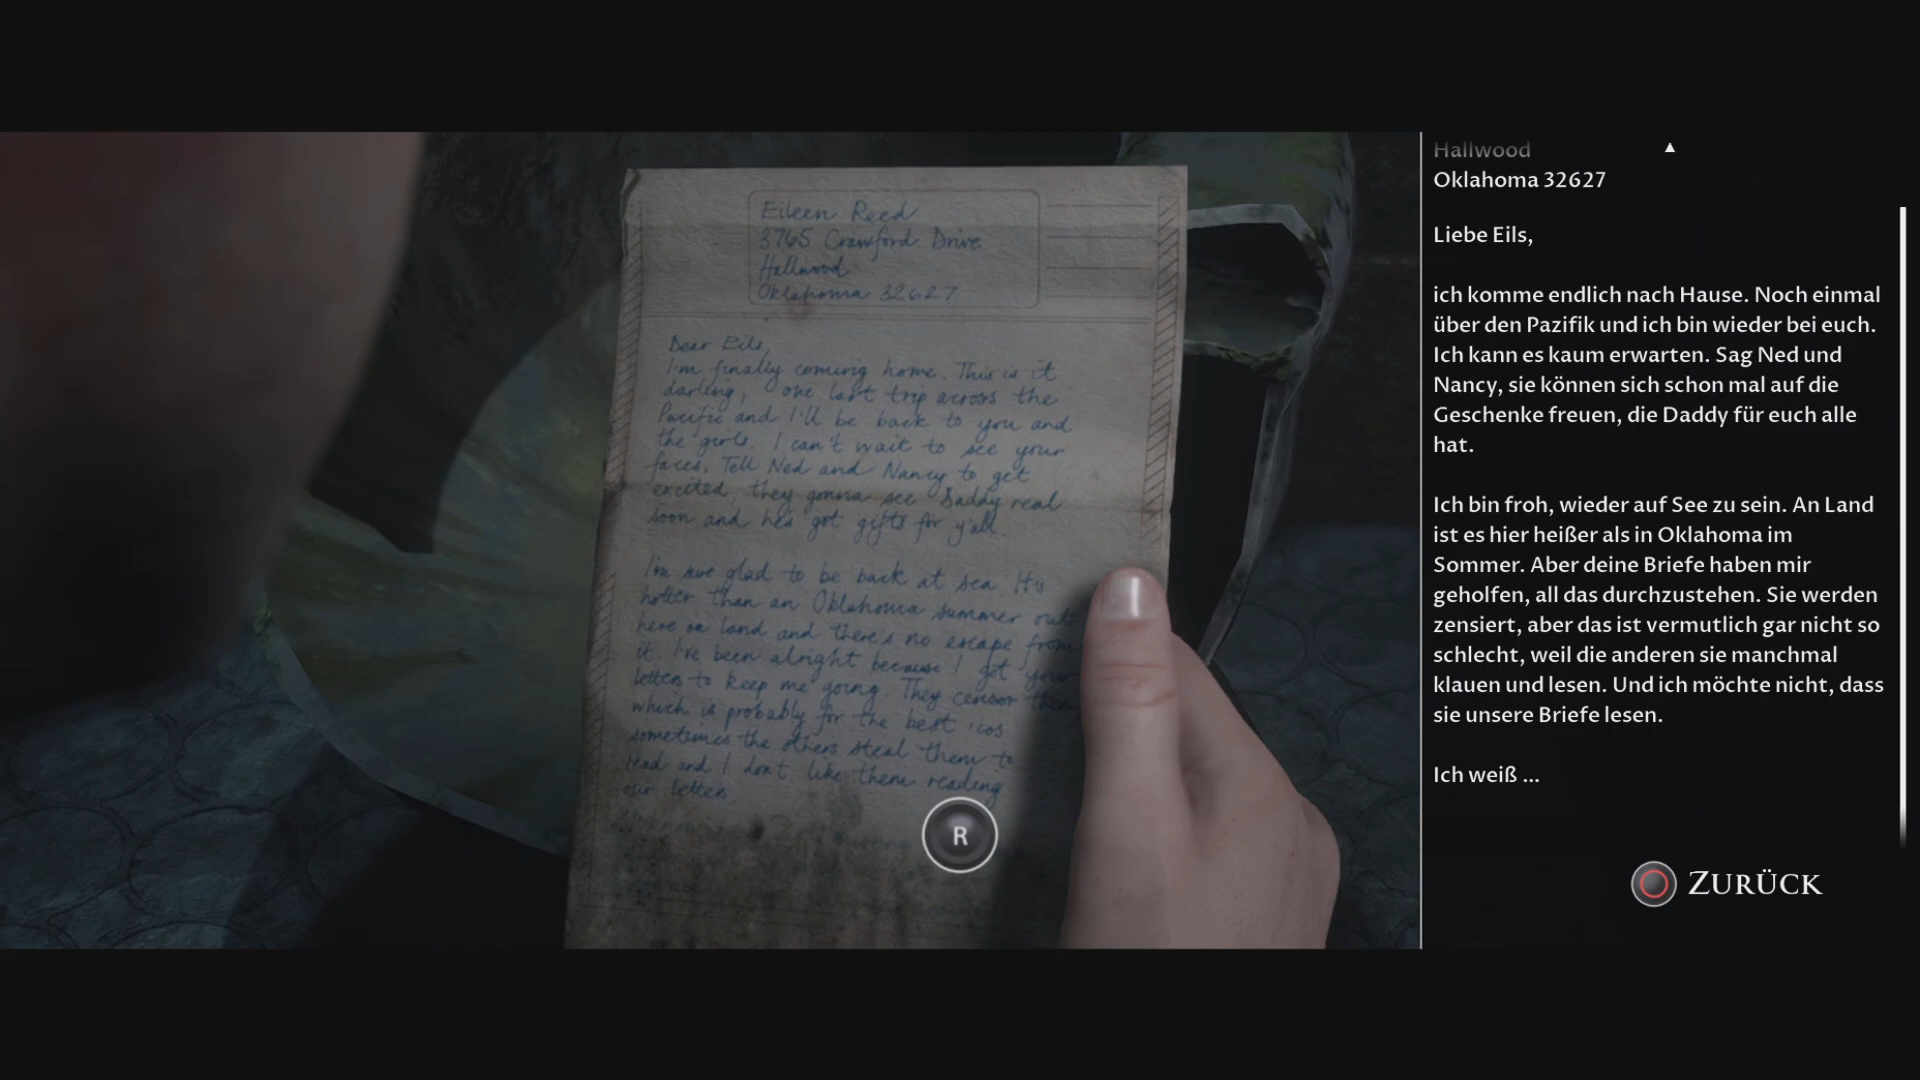 Eileen Reed
3765 Crawford Drive
Hallwood
Oklahoma 32627
Dear Eils,
I'm finally coming home. This is it
darling, one last trip across the
Pacific and I'll be back to you and
the girls. I can't wait to see your
faces. Tell Ned and Nancy to get
excited, they gonna see Daddy real
soon and he's got gifts for y'all.
I'm sure glad to be back at sea. It's
hotter than an Oklahoma summer out
here on land and there's no escape from
it. I've been alright because I got your
letters to keep me going. They censor them
which is probably for the best 'cos
sometimes the others steal them to
read and I don't like them reading
our letters.
R
Hallwood
Oklahoma 32627
Liebe Eils,
ich komme endlich nach Hause. Noch einmal
über den Pazifik und ich bin wieder bei euch.
Ich kann es kaum erwarten. Sag Ned und
Nancy, sie können sich schon mal auf die
Geschenke freuen, die Daddy für euch alle
hat.
Ich bin froh, wieder auf See zu sein. An Land
ist es hier heißer als in Oklahoma im
Sommer. Aber deine Briefe haben mir
geholfen, all das durchzustehen. Sie werden
zensiert, aber das ist vermutlich gar nicht so
schlecht, weil die anderen sie manchmal
klauen und lesen. Und ich möchte nicht, dass
sie unsere Briefe lesen.
Ich weiß ...
ZURÜCK